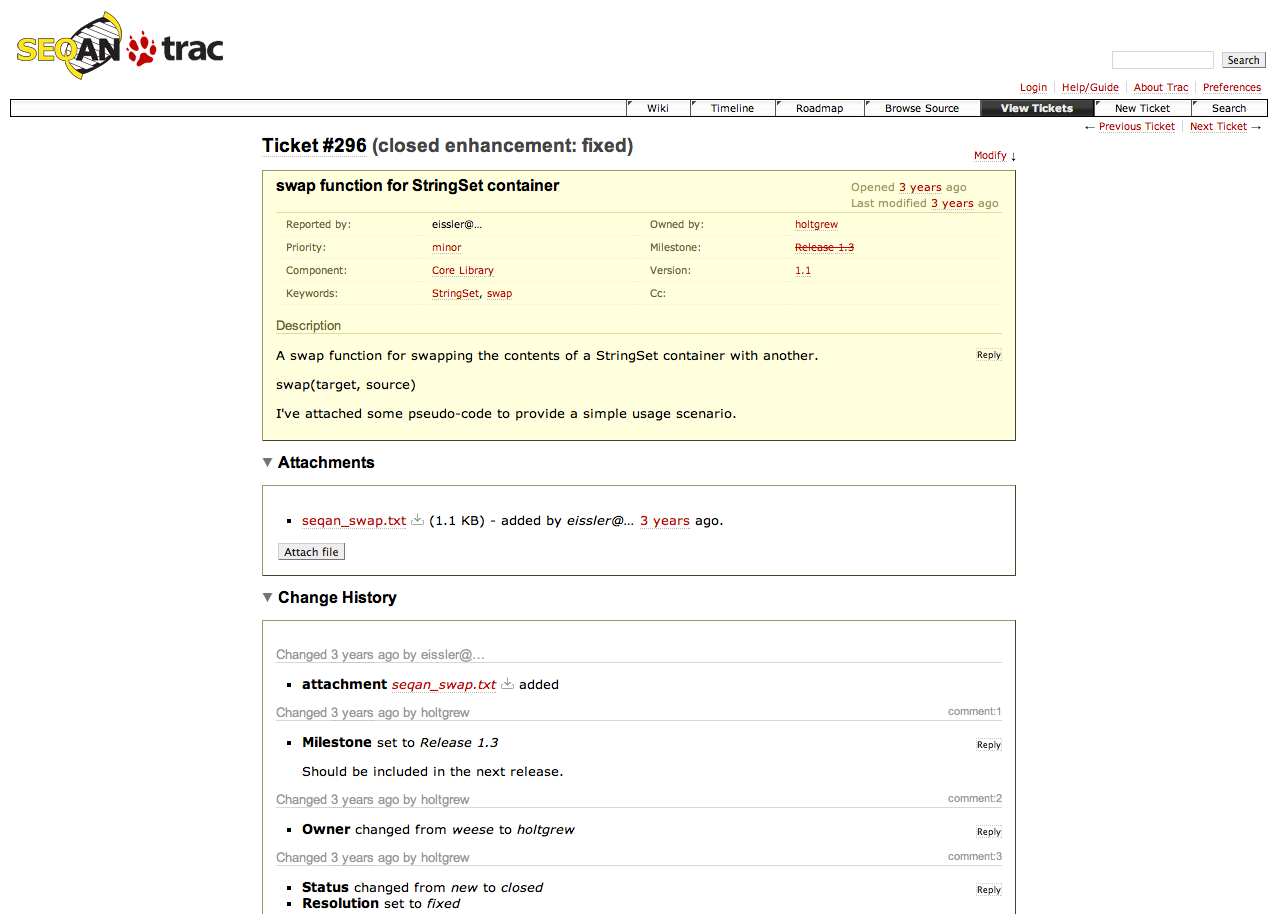 SEQAN trac
Search
Login Help/Guide About Trac Preferences
Wiki Timeline Roadmap Browse Source View Tickets New Ticket Search
← Previous Ticket Next Ticket →
Ticket #296 (closed enhancement: fixed)
Modify ↓
swap function for StringSet container
Opened 3 years ago
Last modified 3 years ago
Reported by: eissler@… Owned by: holtgrew
Priority: minor Milestone: Release 1.3
Component: Core Library Version: 1.1
Keywords: StringSet, swap Cc:
Description
A swap function for swapping the contents of a StringSet container with another. Reply
swap(target, source)
I've attached some pseudo-code to provide a simple usage scenario.
Attachments
seqan_swap.txt (1.1 KB) - added by eissler@… 3 years ago.
Attach file
Change History
Changed 3 years ago by eissler@…
attachment seqan_swap.txt added
Changed 3 years ago by holtgrew comment:1
Milestone set to Release 1.3 Reply
Should be included in the next release.
Changed 3 years ago by holtgrew comment:2
Owner changed from weese to holtgrew Reply
Changed 3 years ago by holtgrew comment:3
Status changed from new to closed Reply
Resolution set to fixed